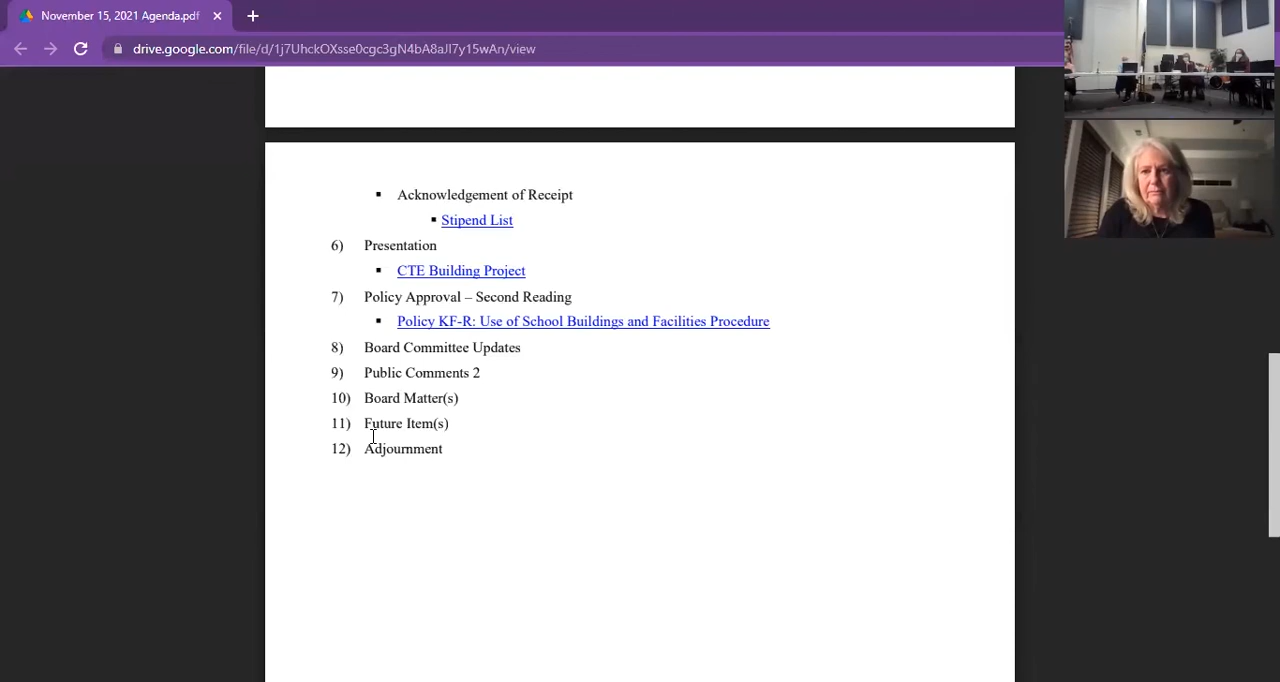 November 15, 2021 Agenda.pdf
drive.google.com/file/d/1j7UhckOXsse0cgc3gN4bA8aJl7y15wAn/view
Acknowledgement of Receipt
Stipend List
6) Presentation
CTE Building Project
7) Policy Approval – Second Reading
Policy KF-R: Use of School Buildings and Facilities Procedure
8) Board Committee Updates
9) Public Comments 2
10) Board Matter(s)
11) Future Item(s)
12) Adjournment